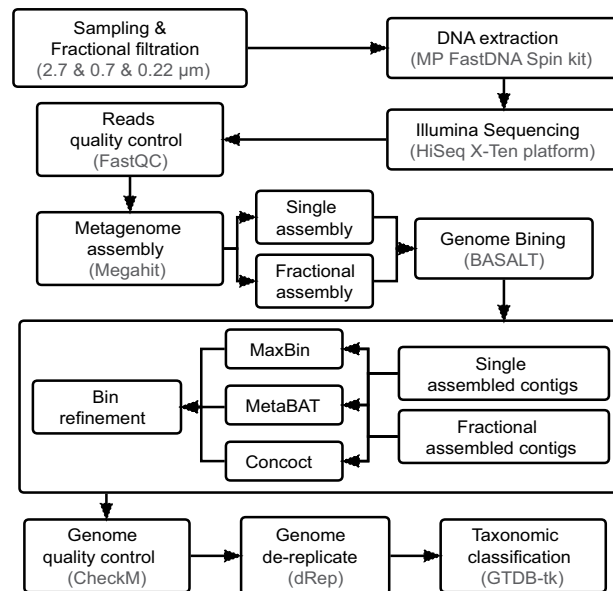 Sampling &
Fractional filtration
(2.7 & 0.7 & 0.22 µm)
DNA extraction
(MP FastDNA Spin kit)
Reads
quality control
(FastQC)
Illumina Sequencing
(HiSeq X-Ten platform)
Metagenome
assembly
(Megahit)
Single
assembly
Fractional
assembly
Genome Bining
(BASALT)
Bin
refinement
MaxBin
MetaBAT
Concoct
Single
assembled contigs
Fractional
assembled contigs
Genome
quality control
(CheckM)
Genome
de-replicate
(dRep)
Taxonomic
classification
(GTDB-tk)